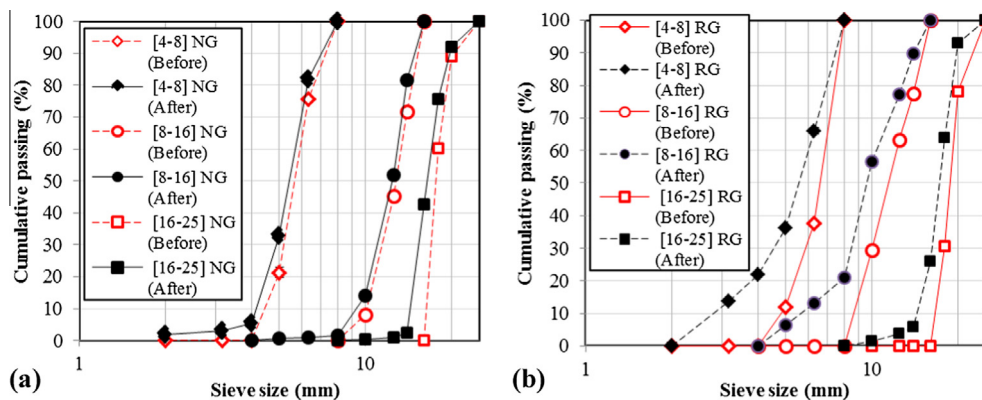 100
90
80
70
60
50
40
30
20
10
0
Cumulative passing (%)
[4-8] NG
(Before)
[4-8] NG
(After)
[8-16] NG
(Before)
[8-16] NG
(After)
[16-25] NG
(Before)
[16-25] NG
(After)
1
10
Sieve size (mm)
(a)
100
90
80
70
60
50
40
30
20
10
0
Cumulative passing (%)
[4-8] RG
(Before)
[4-8] RG
(After)
[8-16] RG
(Before)
[8-16] RG
(After)
[16-25] RG
(Before)
[16-25] RG
(After)
1
10
Sieve size (mm)
(b)